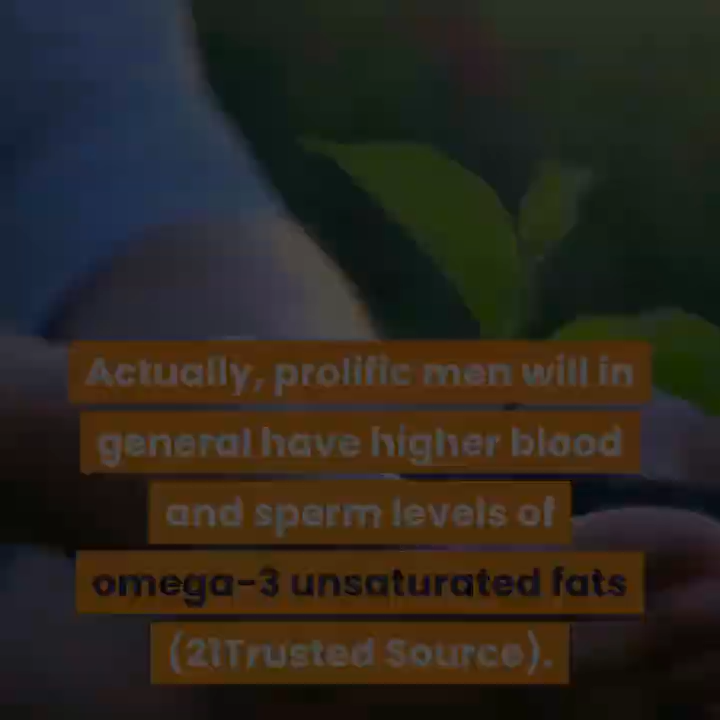 Actually, prolific men will in
general have higher blood
and sperm levels of
omega-3 unsaturated fats
(21Trusted Source).